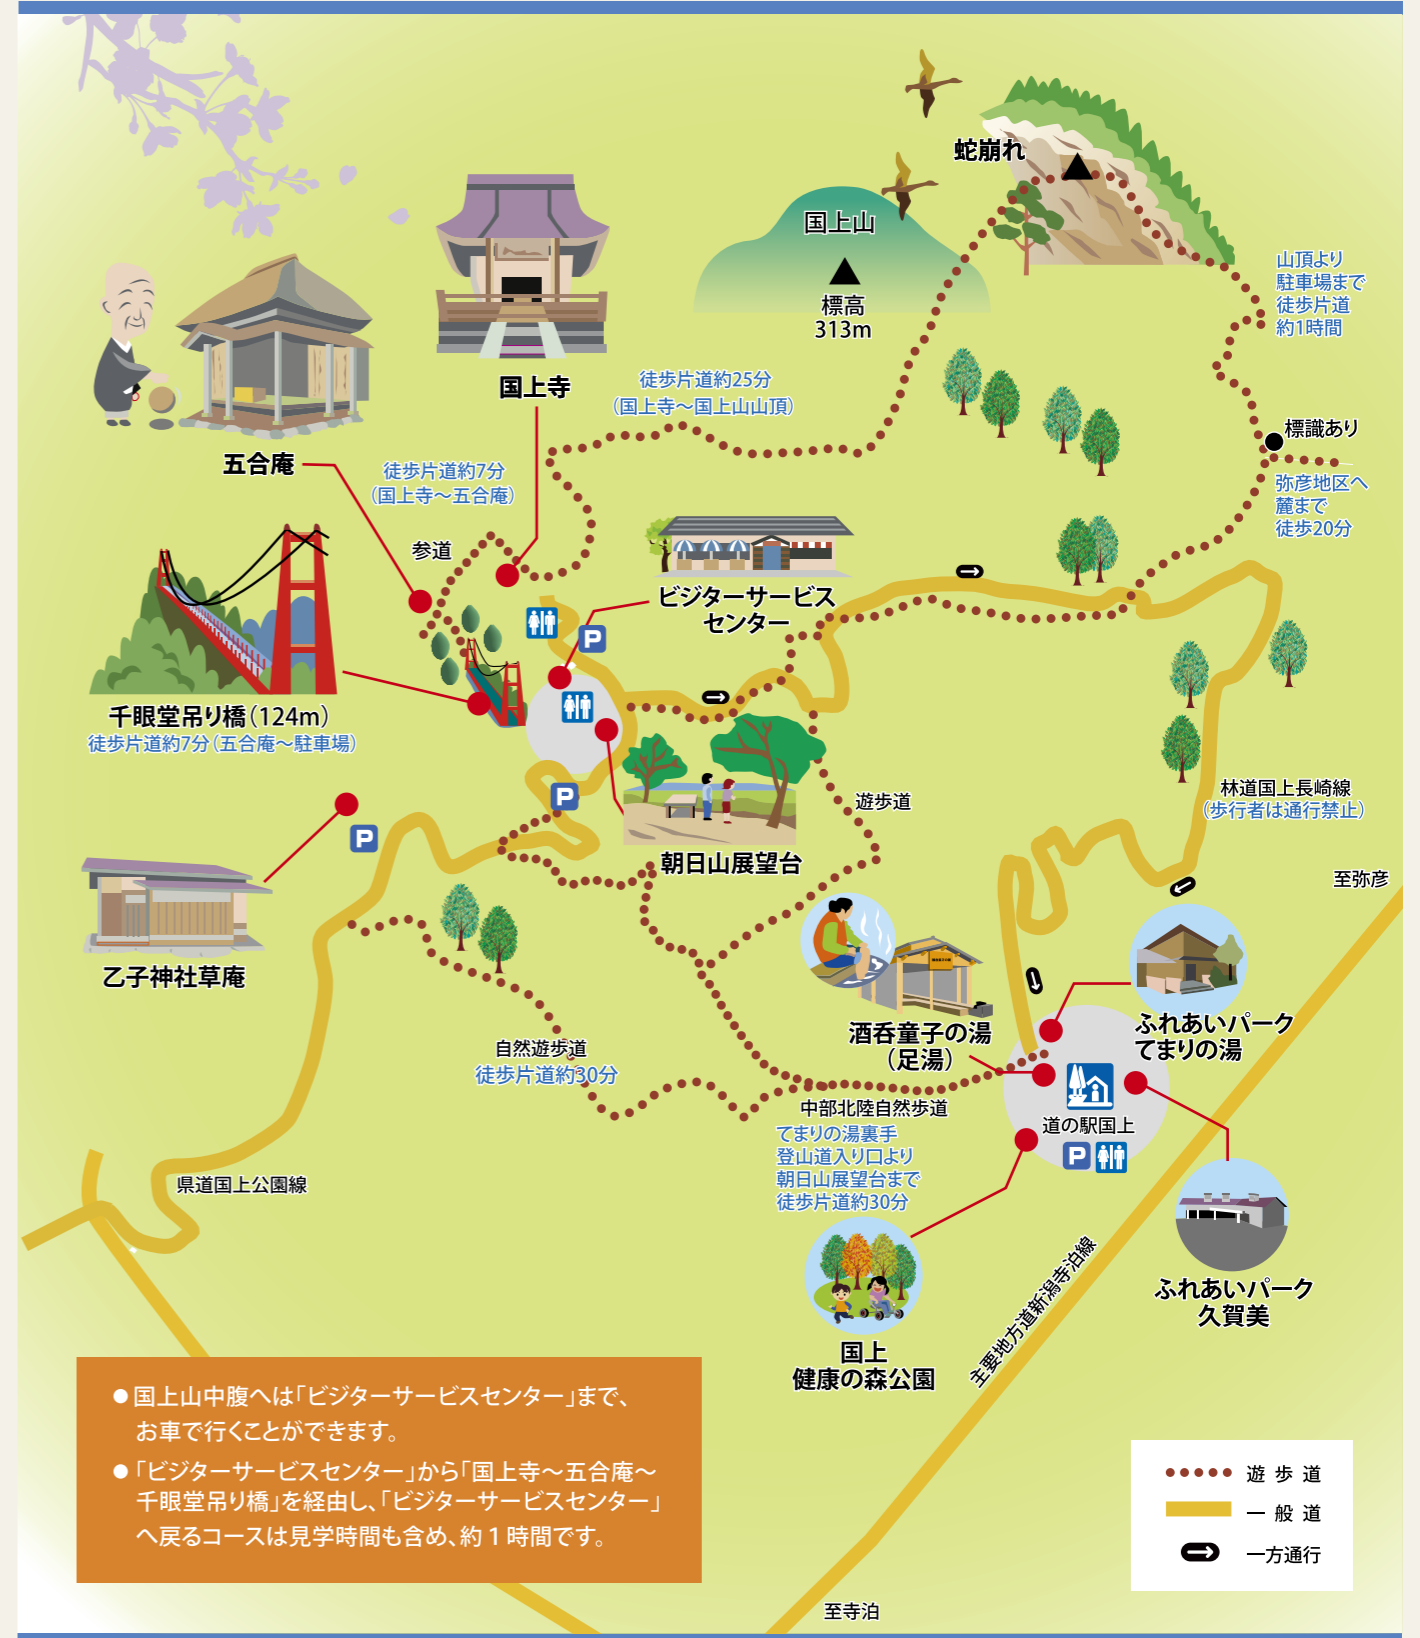 蛇崩れ
国上山
標高
313m
山頂より
駐車場まで
徒歩片道
約1時間
国上寺
徒歩片道約25分
（国上寺～国上山山頂）
標識あり
五合庵
徒歩片道約7分
（国上寺～五合庵）
弥彦地区へ
麓まで
徒歩20分
参道
ビジターサービス
センター
P
千眼堂吊り橋（124m）
徒歩片道約7分（五合庵～駐車場）
林道国上長崎線
（歩行者は通行禁止）
P
遊歩道
P
朝日山展望台
至弥彦
乙子神社草庵
酒呑童子の湯
（足湯）
ふれあいパーク
てまりの湯
自然遊歩道
徒歩片道約30分
中部北陸自然歩道
てまりの湯裏手
登山道入り口より
朝日山展望台まで
徒歩片道約30分
道の駅国上
P
県道国上公園線
主要地方道新潟寺泊線
ふれあいパーク
久賀美
国上
健康の森公園
●国上山中腹へは「ビジターサービスセンター」まで、
お車で行くことができます。
●「ビジターサービスセンター」から「国上寺～五合庵～
千眼堂吊り橋」を経由し、「ビジターサービスセンター」
へ戻るコースは見学時間も含め、約1時間です。
遊歩道
一般道
一方通行
至寺泊